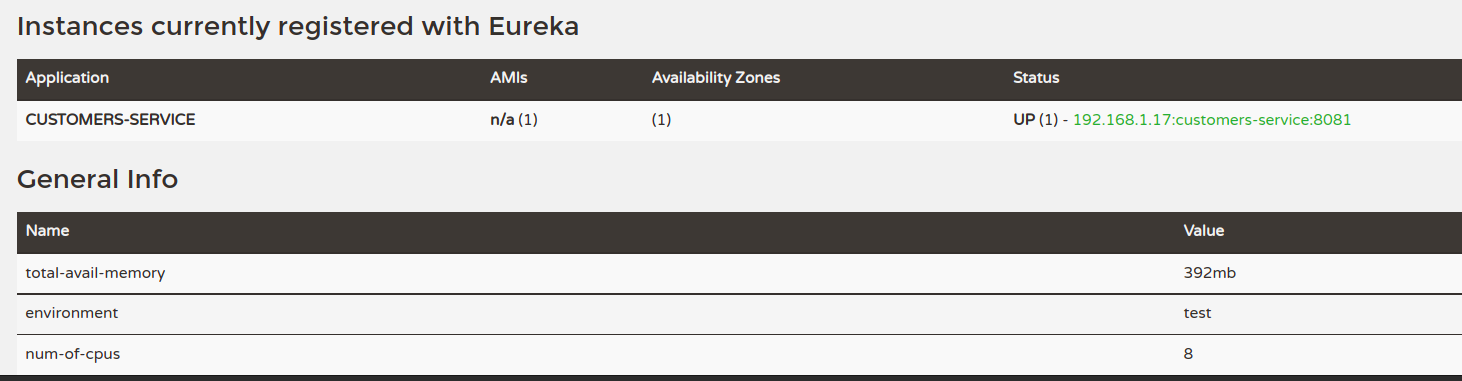 Instances currently registered with Eureka
Application AMIs Availability Zones Status
CUSTOMERS-SERVICE n/a (1) (1) UP (1) - 192.168.1.17:customers-service:8081
General Info
Name Value
total-avail-memory 392mb
environment test
num-of-cpus 8